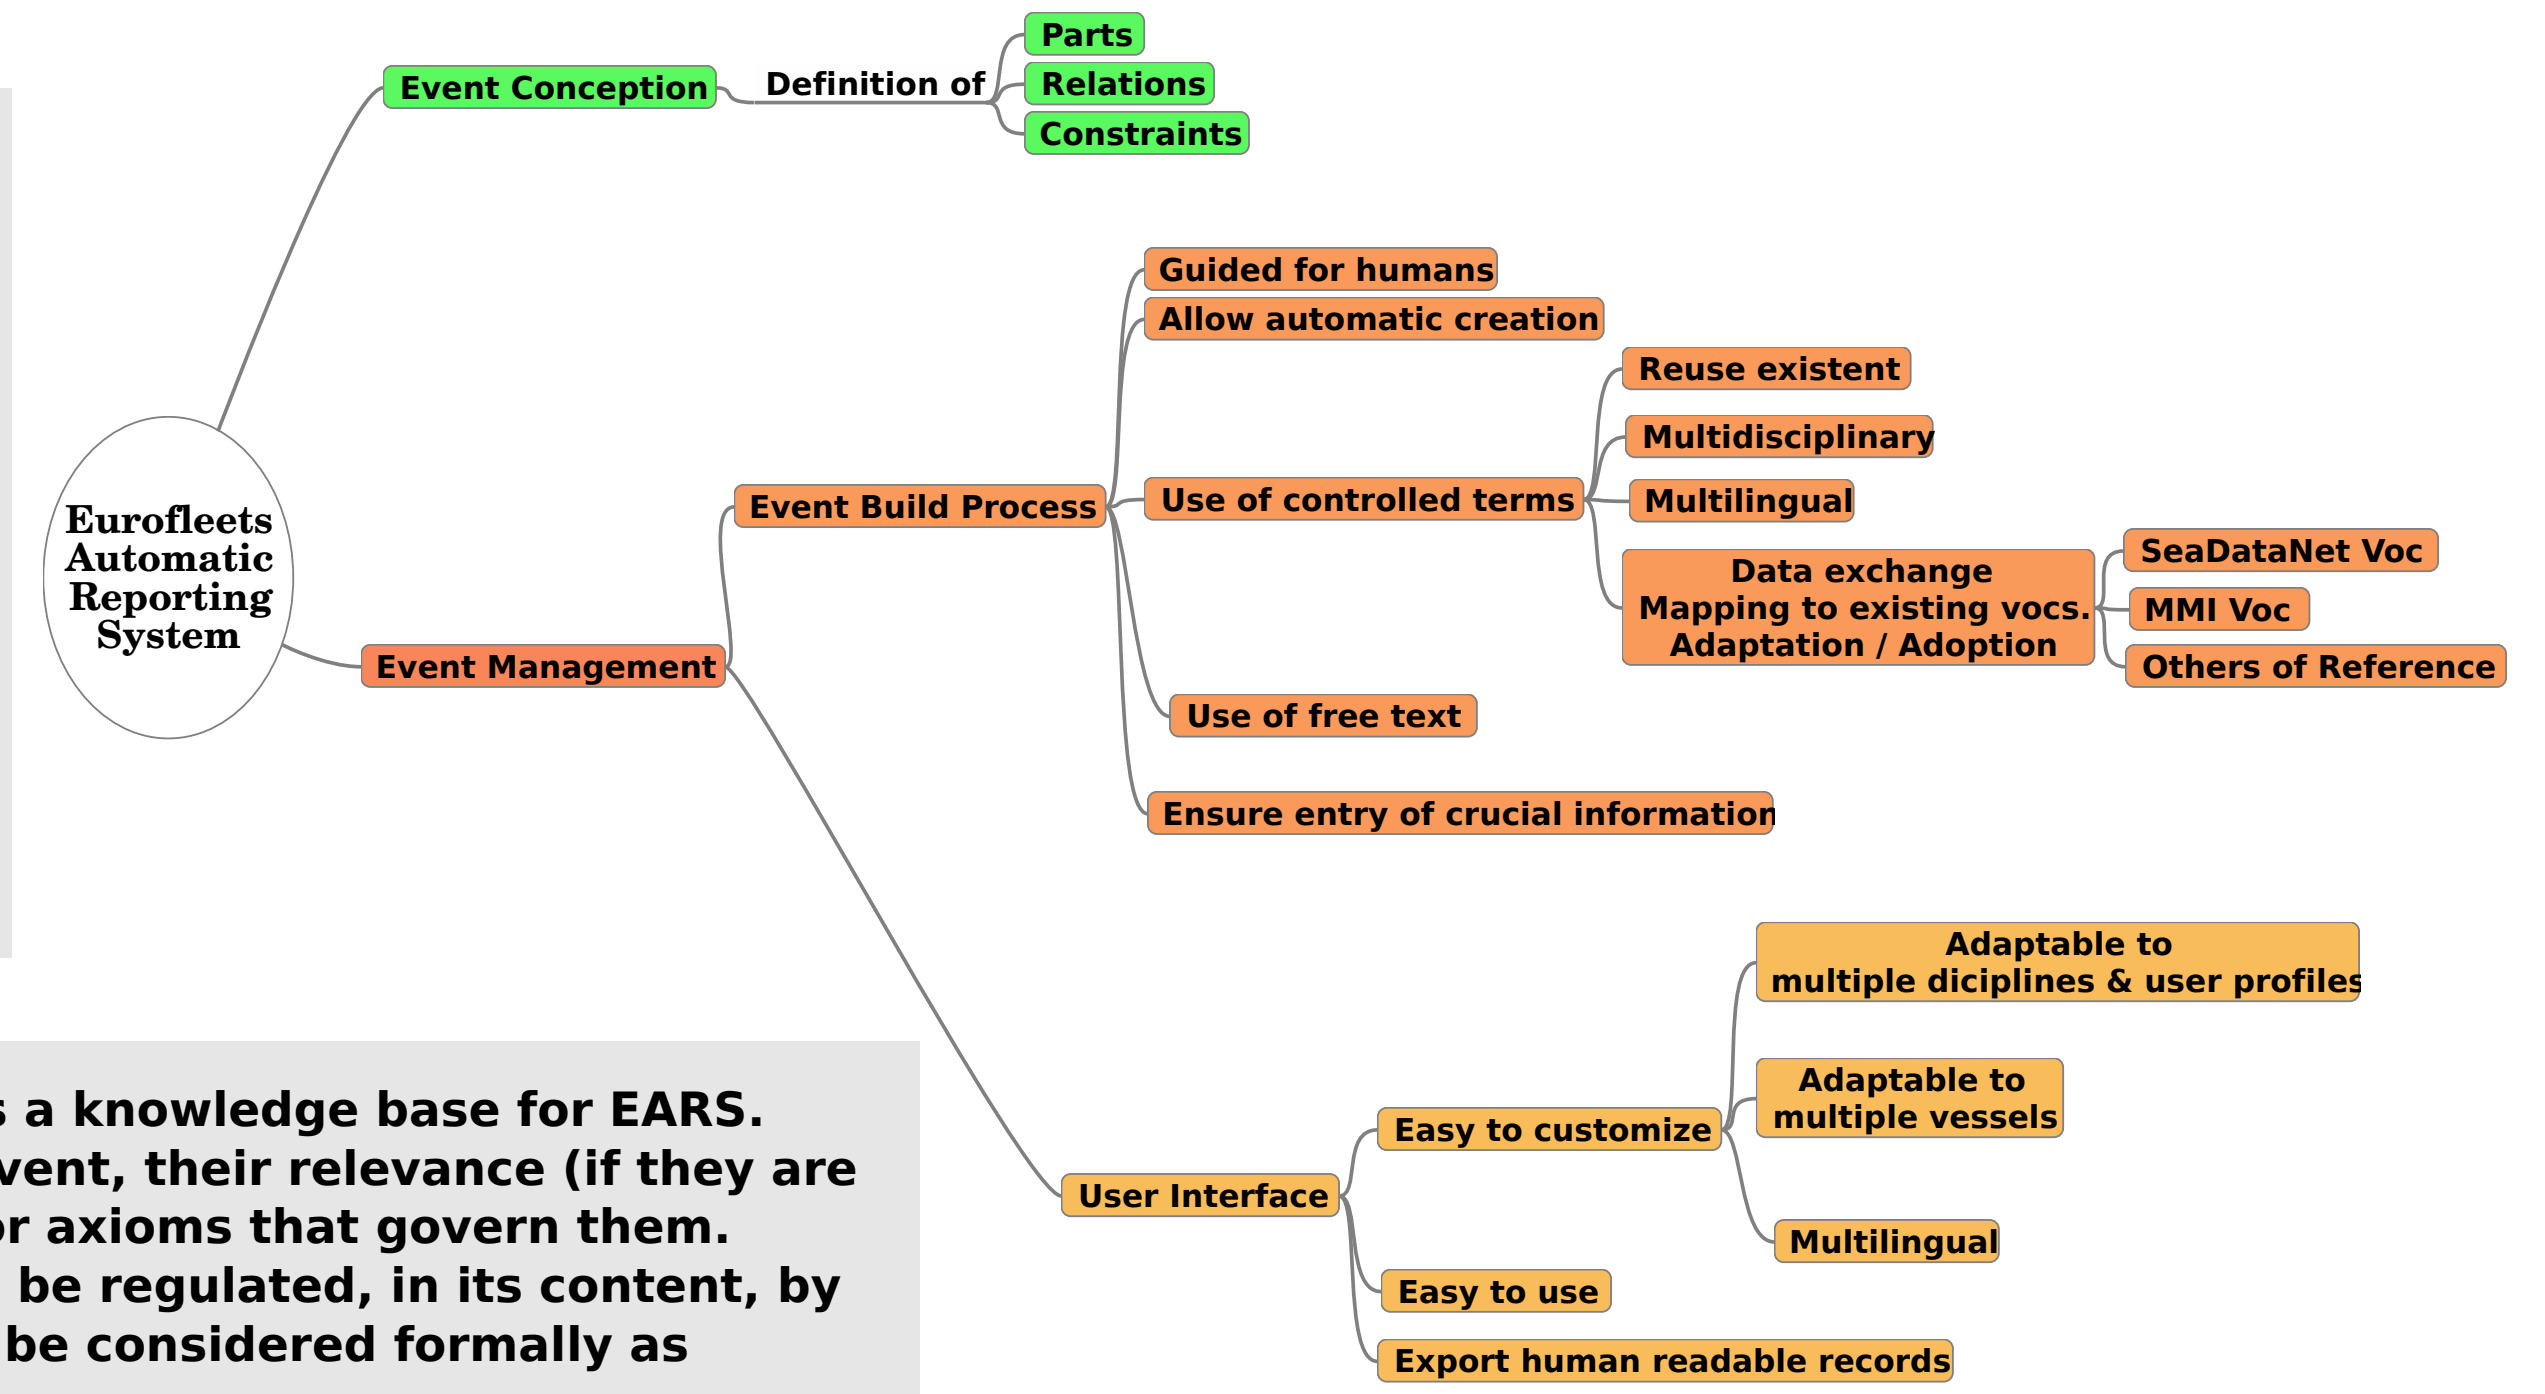 Parts
Event Conception
Definition of
Relations
Constraints
Guided for humans
Allow automatic creation
Reuse existent
Multidisciplinary
Eurofleets
Automatic
Reporting
System
Event Build Process
Use of controlled terms
Multilingual
Data exchange
Mapping to existing vocs.
Adaptation / Adoption
SeaDataNet Voc
MMI Voc
Others of Reference
Event Management
Use of free text
Ensure entry of crucial information
Adaptable to
multiple diciplines & user profiles
Adaptable to
multiple vessels
Easy to customize
User Interface
Multilingual
Easy to use
Export human readable records
a knowledge base for EARS.
their relevance (if they are
axioms that govern them.
be regulated, in its content, by
be considered formally as